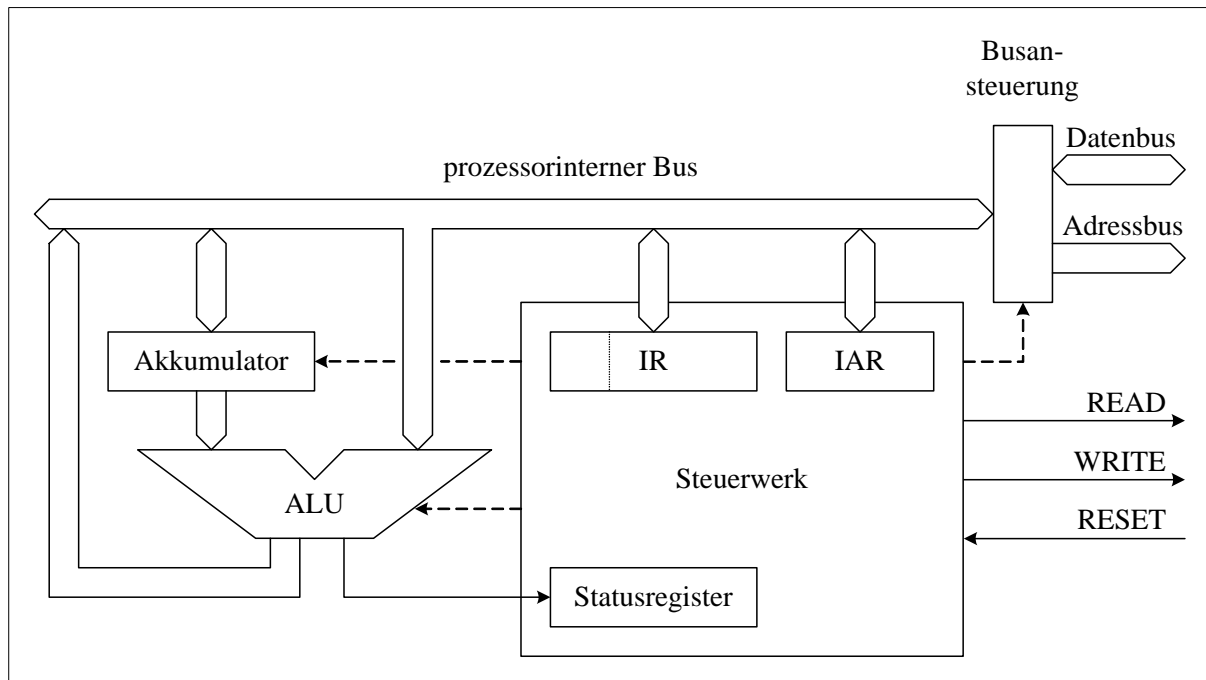 Busan-
steuerung
Datenbus
prozessorinterner Bus
Adressbus
Akkumulator
IR
IAR
READ
WRITE
Steuerwerk
ALU
RESET
Statusregister